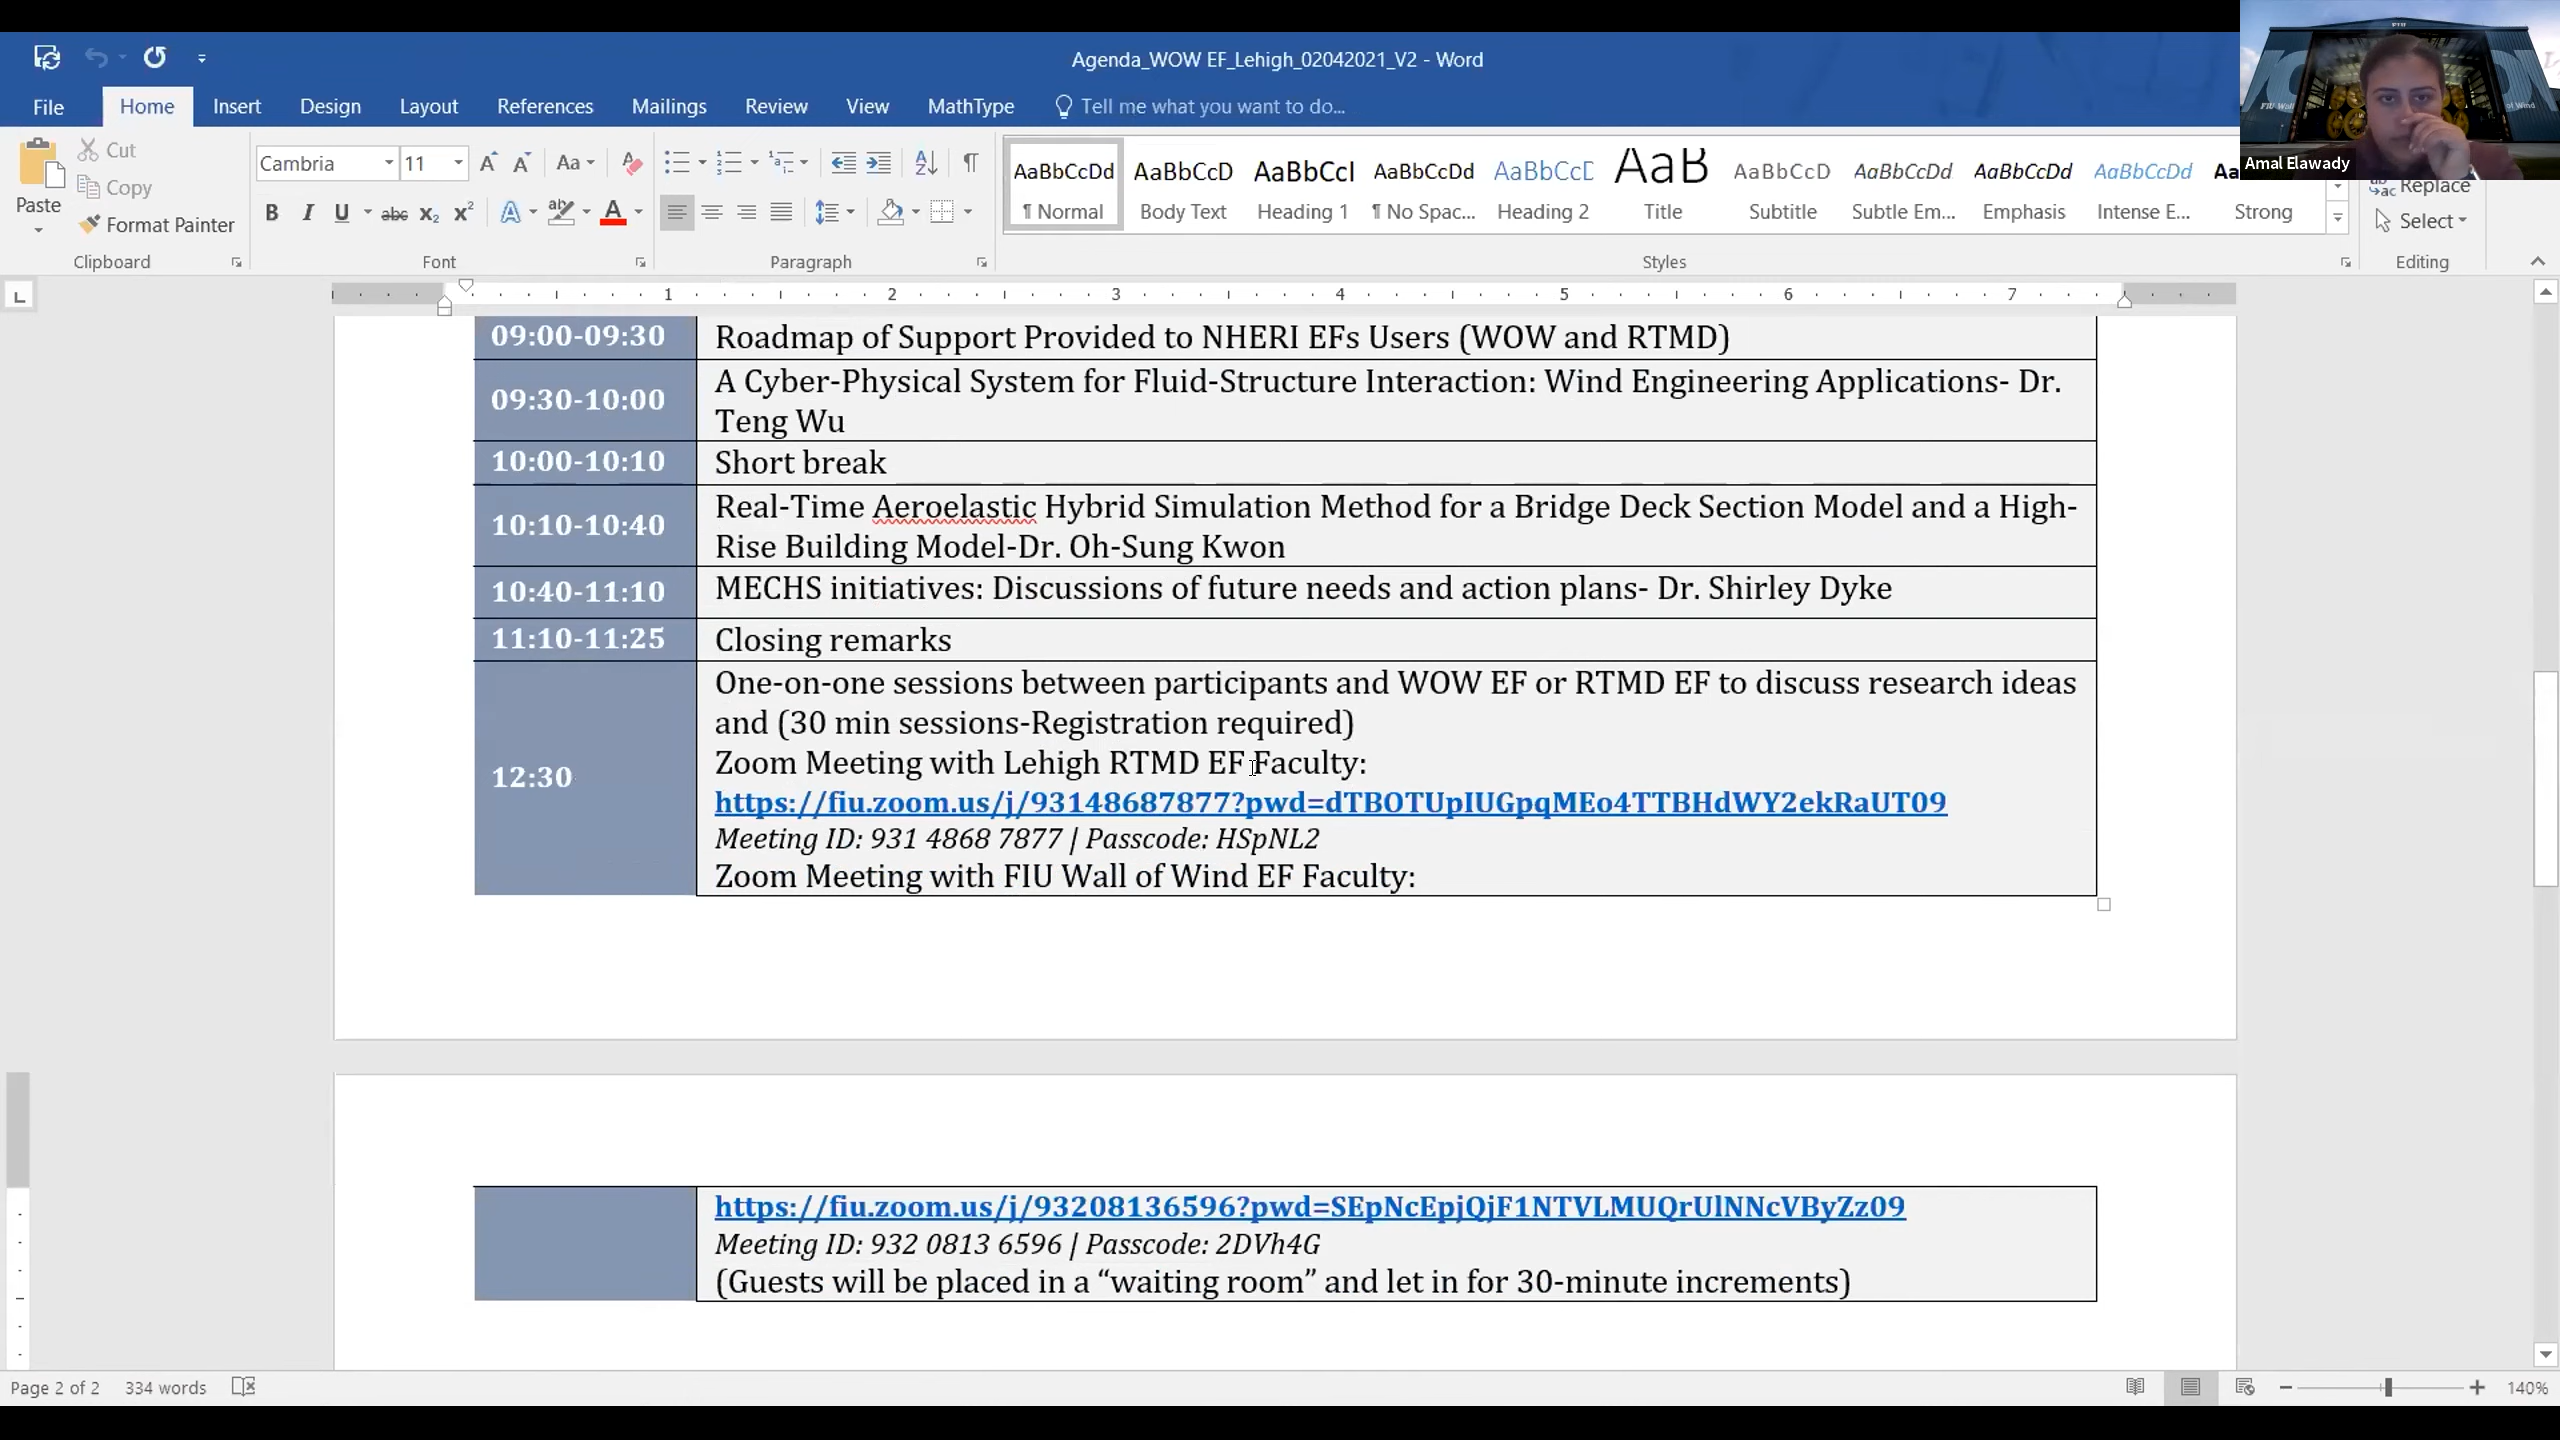 Agenda_WOW EF_Lehigh_02042021_V2 - Word
File Home Insert Design Layout References Mailings Review View MathType Tell me what you want to do...
Amal Elawady
Paste
Cut
Copy
Format Painter
Clipboard
Cambria 11
Font
Paragraph
AaBbCcDd AaBbCcD AaBbCcI AaBbCcDd AaBbCcD AaB AaBbCcD AaBbCcDd AaBbCcDd AaBbCcDd Aa
¶ Normal Body Text Heading 1 ¶ No Spac... Heading 2 Title Subtitle Subtle Em... Emphasis Intense E... Strong
Styles
Replace
Select
Editing
1 2 3 4 5 6 7
09:00-09:30 Roadmap of Support Provided to NHERI EFs Users (WOW and RTMD)
09:30-10:00 A Cyber-Physical System for Fluid-Structure Interaction: Wind Engineering Applications- Dr.
Teng Wu
10:00-10:10 Short break
10:10-10:40 Real-Time Aeroelastic Hybrid Simulation Method for a Bridge Deck Section Model and a High-
Rise Building Model-Dr. Oh-Sung Kwon
10:40-11:10 MECHS initiatives: Discussions of future needs and action plans- Dr. Shirley Dyke
11:10-11:25 Closing remarks
12:30 One-on-one sessions between participants and WOW EF or RTMD EF to discuss research ideas
and (30 min sessions-Registration required)
Zoom Meeting with Lehigh RTMD EF Faculty:
https://fiu.zoom.us/j/93148687877?pwd=dTBOTUpIUGpqMEo4TTBHdWY2ekRaUT09
Meeting ID: 931 4868 7877 | Passcode: HSpNL2
Zoom Meeting with FIU Wall of Wind EF Faculty:
https://fiu.zoom.us/j/93208136596?pwd=SEpNcEpjQjF1NTVLMUQrUlNNcVByZz09
Meeting ID: 932 0813 6596 | Passcode: 2DVh4G
(Guests will be placed in a “waiting room” and let in for 30-minute increments)
Page 2 of 2 334 words 140%